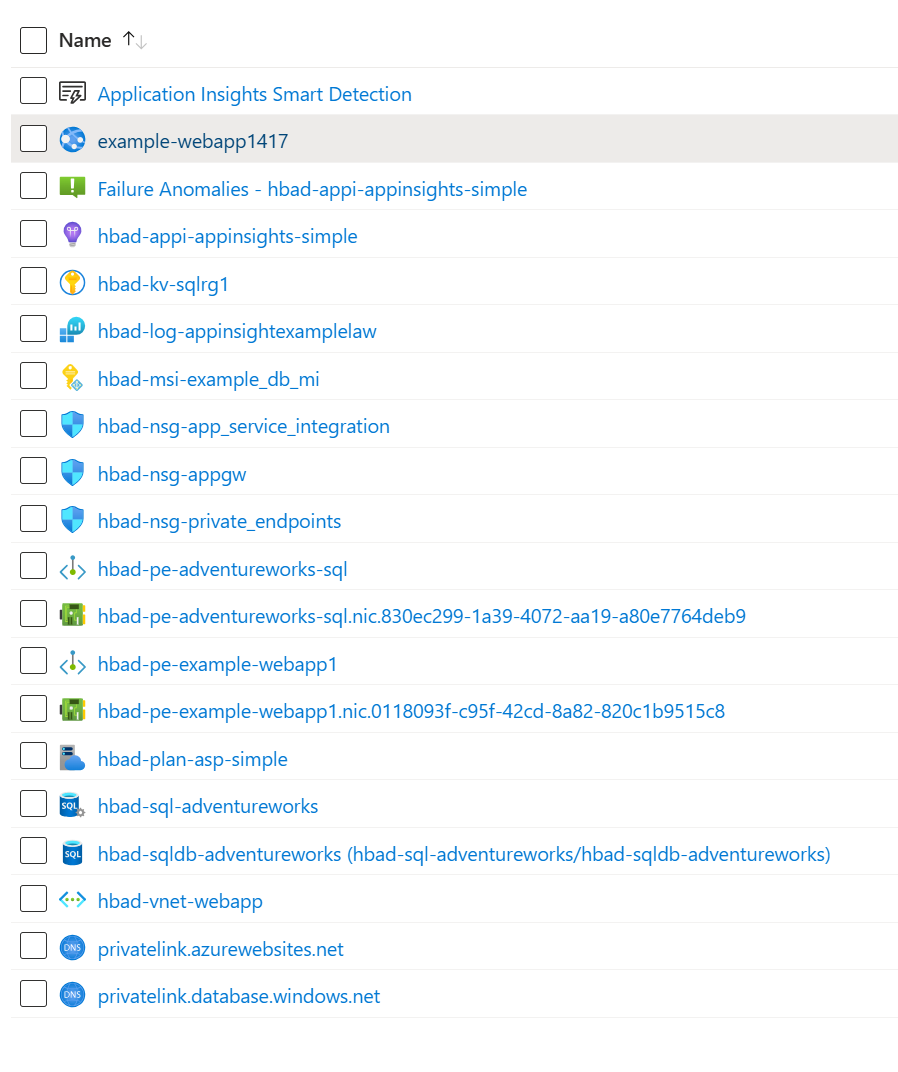 Name
Application Insights Smart Detection
example-webapp1417
Failure Anomalies - hbad-appi-appinsights-simple
hbad-appi-appinsights-simple
hbad-kv-sqlrg1
hbad-log-appinsightexamplelaw
hbad-msi-example_db_mi
hbad-nsg-app_service_integration
hbad-nsg-appgw
hbad-nsg-private_endpoints
hbad-pe-adventureworks-sql
hbad-pe-adventureworks-sql.nic.830ec299-1a39-4072-aa19-a80e7764deb9
hbad-pe-example-webapp1
hbad-pe-example-webapp1.nic.0118093f-c95f-42cd-8a82-820c1b9515c8
hbad-plan-asp-simple
SQL hbad-sql-adventureworks
SQL hbad-sqldb-adventureworks (hbad-sql-adventureworks/hbad-sqldb-adventureworks)
hbad-vnet-webapp
DNS privatelink.azurewebsites.net
DNS privatelink.database.windows.net